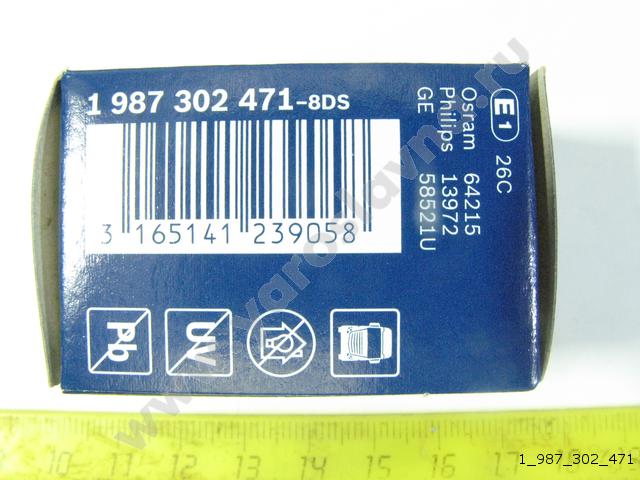 1 987 302 471-8DS
3 165141 239058
E1 26C
Osram 64215
Philips 13972
GE 58521U
Pb
UV
10 11 12 13 14 15 16 17 18
1_987_302_471